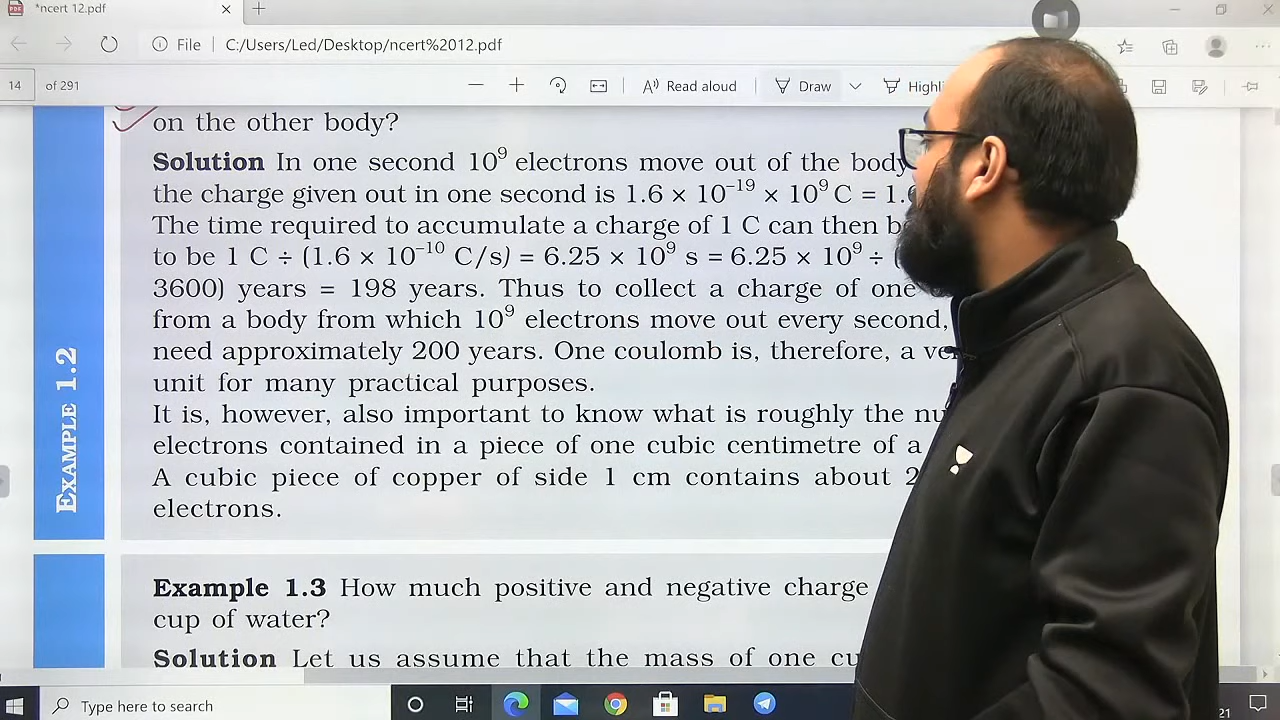 *ncert 12.pdf
File C:/Users/Led/Desktop/ncert%2012.pdf
14 of 291 Read aloud Draw
on the other body?
Solution In one second 10⁹ electrons move out of the body
the charge given out in one second is 1.6 × 10⁻¹⁹ × 10⁹ C =
The time required to accumulate a charge of 1 C can then
to be 1 C ÷ (1.6 × 10⁻¹⁰ C/s) = 6.25 × 10⁹ s = 6.25 × 10⁹ ÷
3600) years = 198 years. Thus to collect a charge of one
from a body from which 10⁹ electrons move out every second,
need approximately 200 years. One coulomb is, therefore, a
unit for many practical purposes.
It is, however, also important to know what is roughly the
electrons contained in a piece of one cubic centimetre of a
A cubic piece of copper of side 1 cm contains about
electrons.
EXAMPLE 1.2
Example 1.3 How much positive and negative charge
cup of water?
Solution Let us assume that the mass of one
Type here to search
21